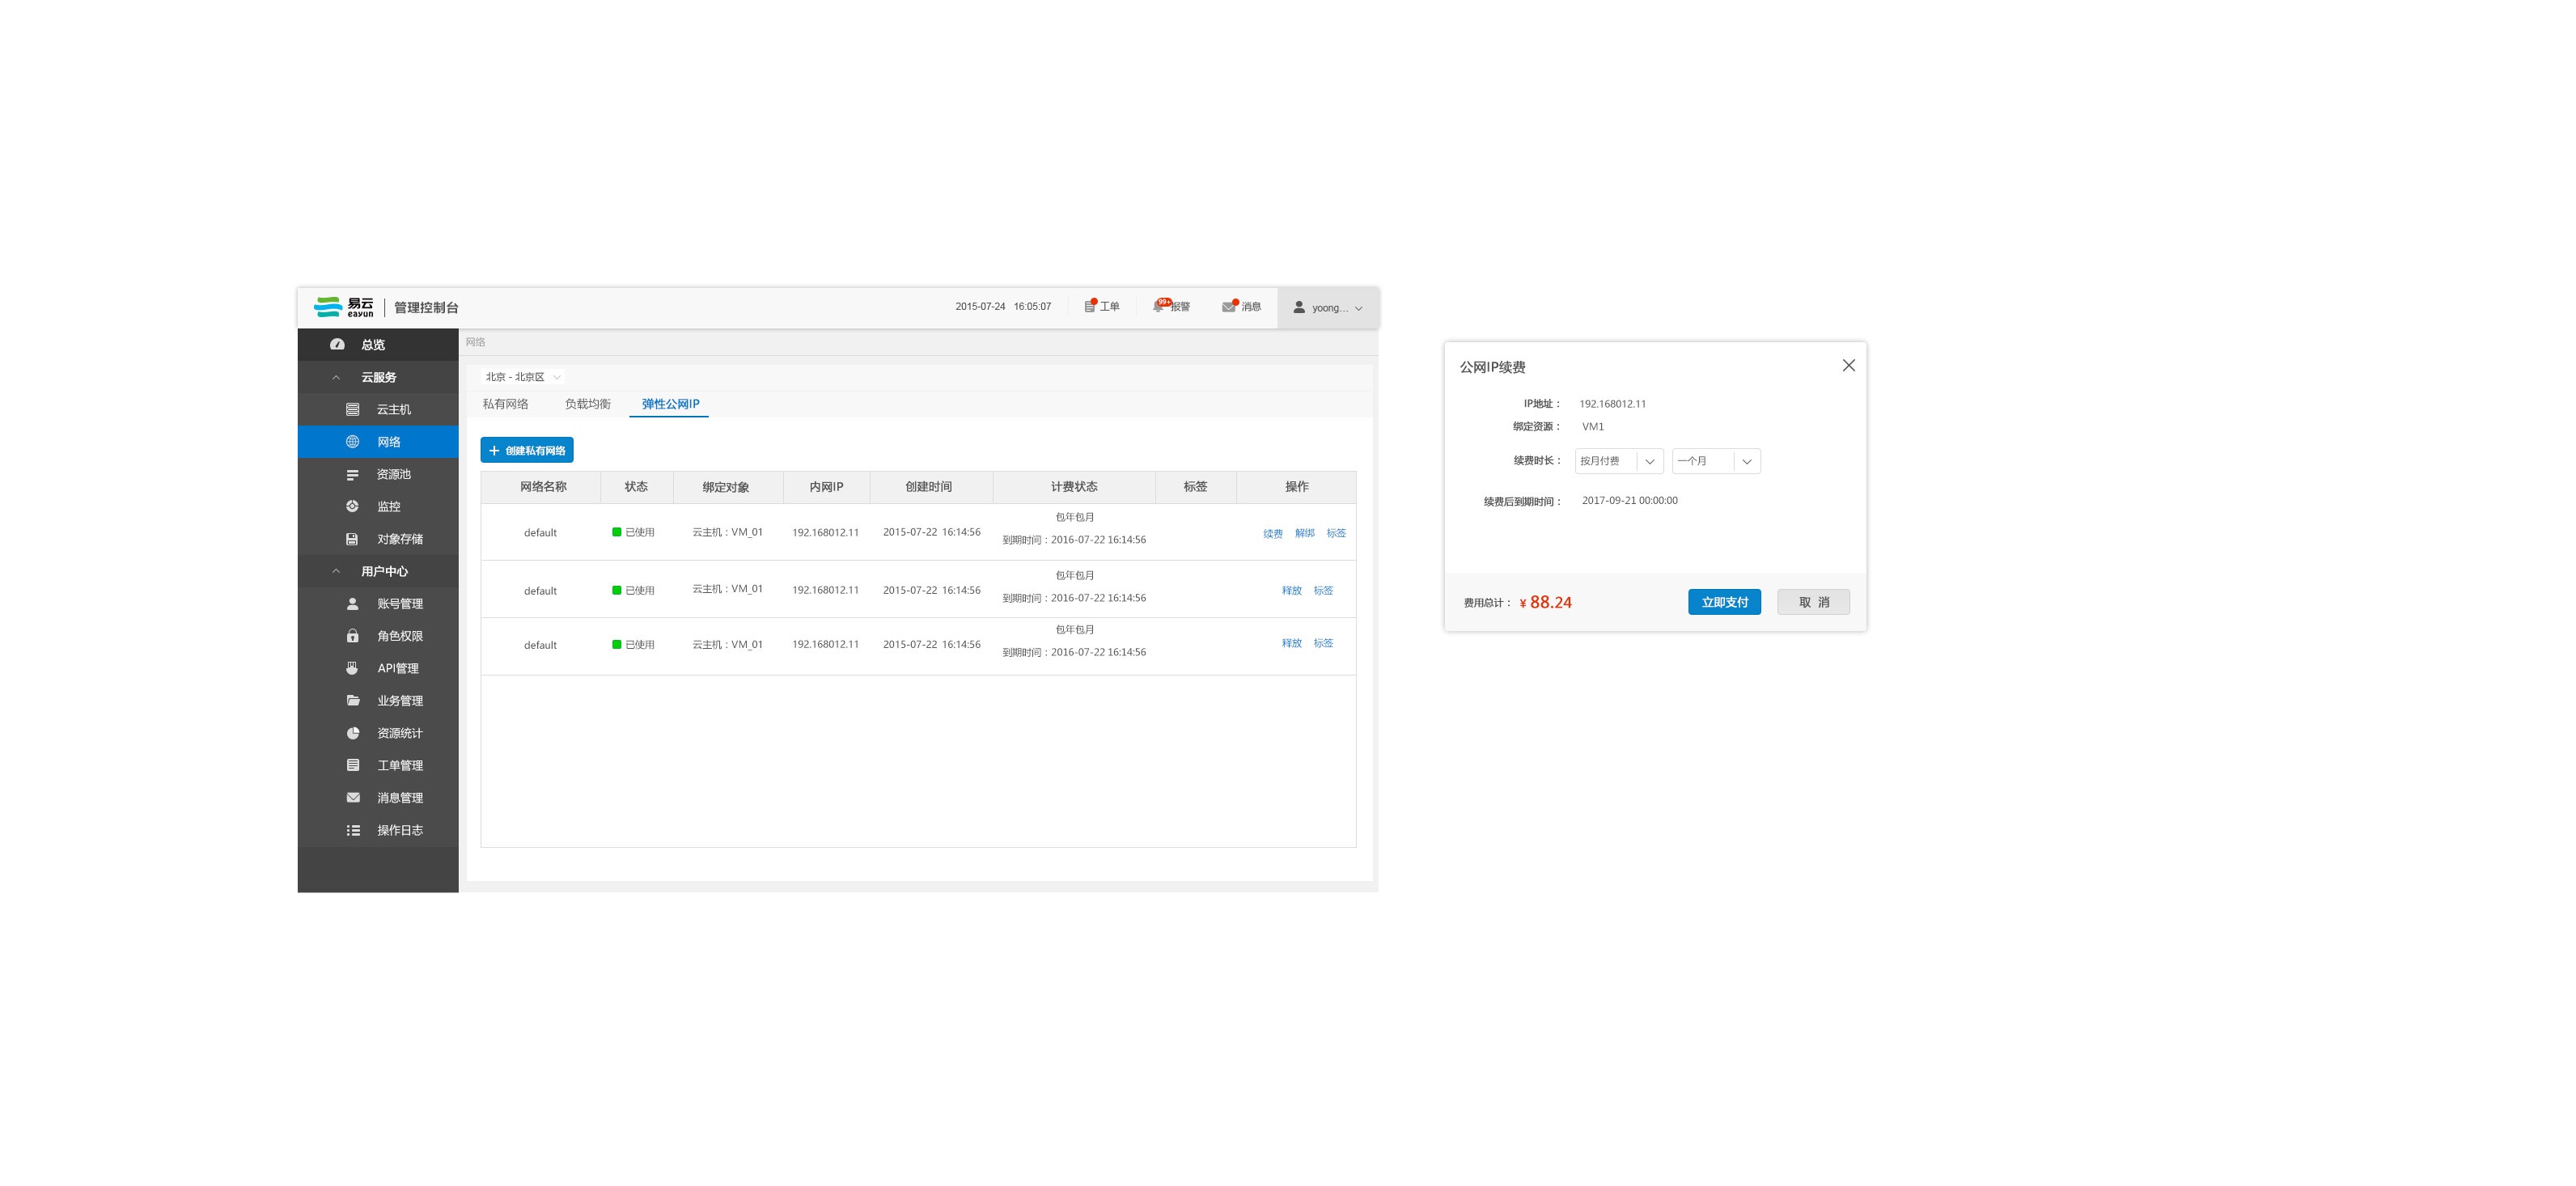 易云 eayun 管理控制台 2015-07-24 16:05:07 工单 99+ 报警 消息 yoong...
总览
云服务
云主机
网络
资源池
监控
对象存储
用户中心
账号管理
角色权限
API管理
业务管理
资源统计
工单管理
消息管理
操作日志
网络
北京 - 北京区
私有网络 负载均衡 弹性公网IP
+ 创建私有网络
网络名称 状态 绑定对象 内网IP 创建时间 计费状态 标签 操作
包年包月
default 已使用 云主机：VM_01 192.168012.11 2015-07-22 16:14:56 到期时间：2016-07-22 16:14:56 续费 解绑 标签
包年包月
default 已使用 云主机：VM_01 192.168012.11 2015-07-22 16:14:56 到期时间：2016-07-22 16:14:56 释放 标签
包年包月
default 已使用 云主机：VM_01 192.168012.11 2015-07-22 16:14:56 到期时间：2016-07-22 16:14:56 释放 标签
公网IP续费
IP地址： 192.168012.11
绑定资源： VM1
续费时长： 按月付费 一个月
续费后到期时间： 2017-09-21 00:00:00
费用总计： ¥ 88.24 立即支付 取 消